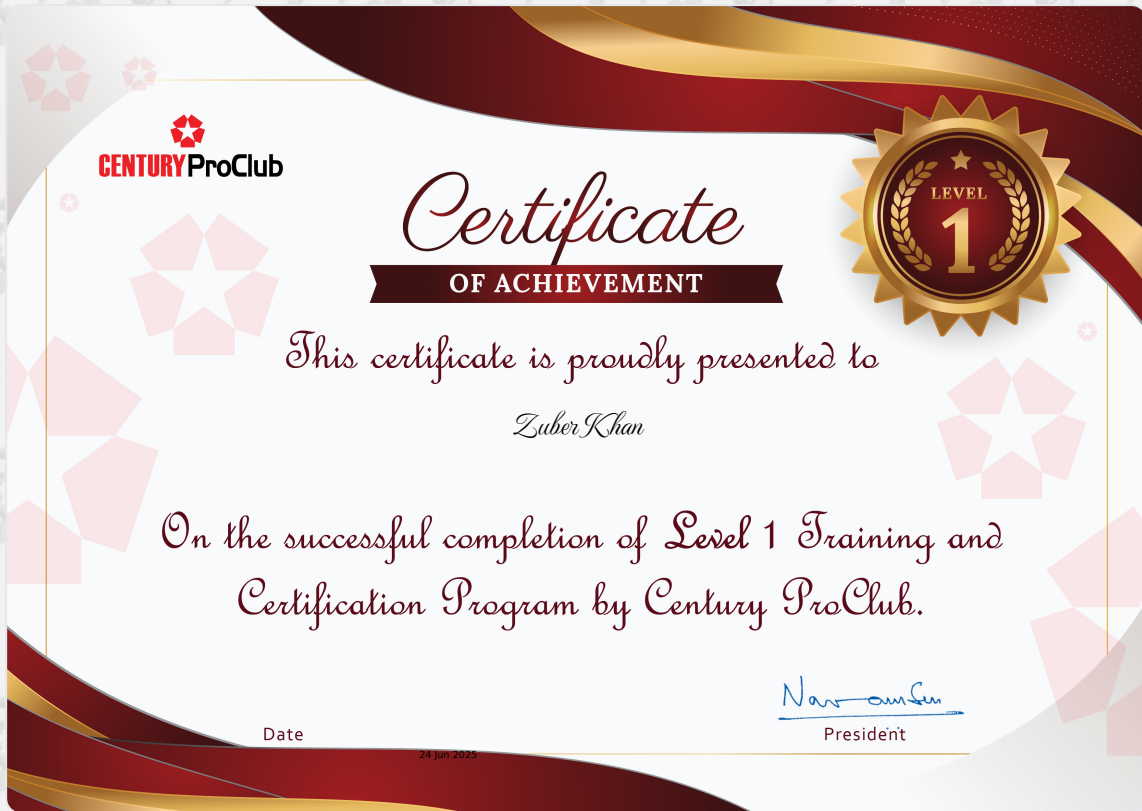 CENTURY ProClub
LEVEL
1
Certificate
OF ACHIEVEMENT
This certificate is proudly presented to
Zuber Khan
On the successful completion of Level 1 Training and
Certification Program by Century ProClub.
Date
President
24 Jun 2025